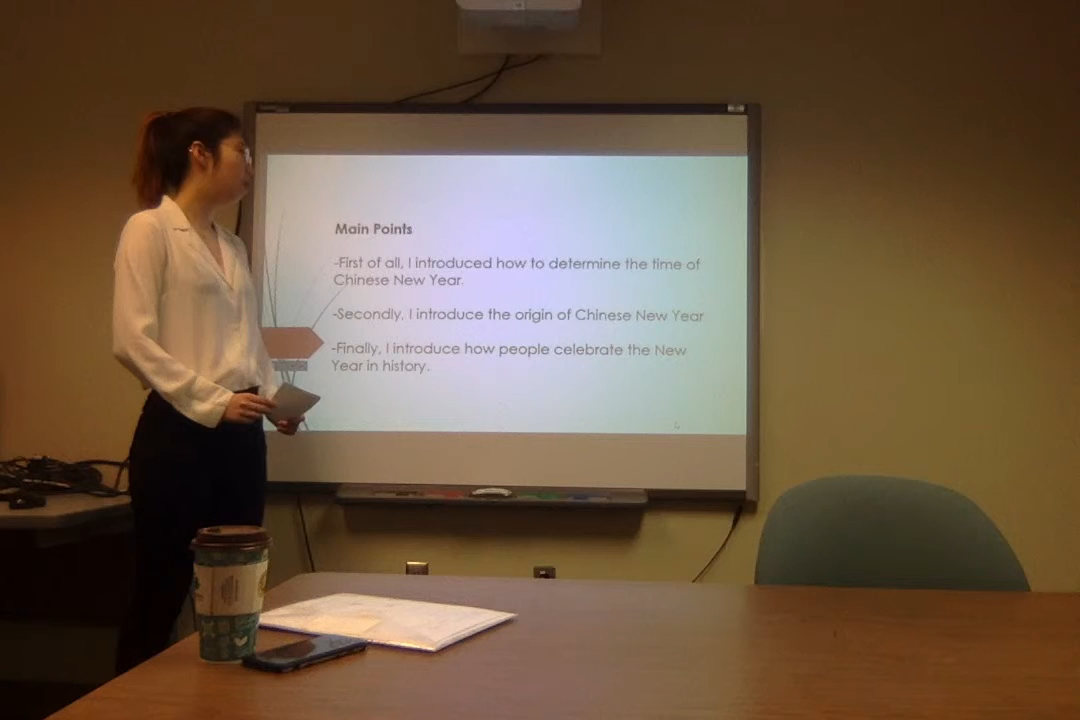 Main Points
-First of all, I introduced how to determine the time of
Chinese New Year.
-Secondly, I introduce the origin of Chinese New Year
-Finally, I introduce how people celebrate the New
Year in history.